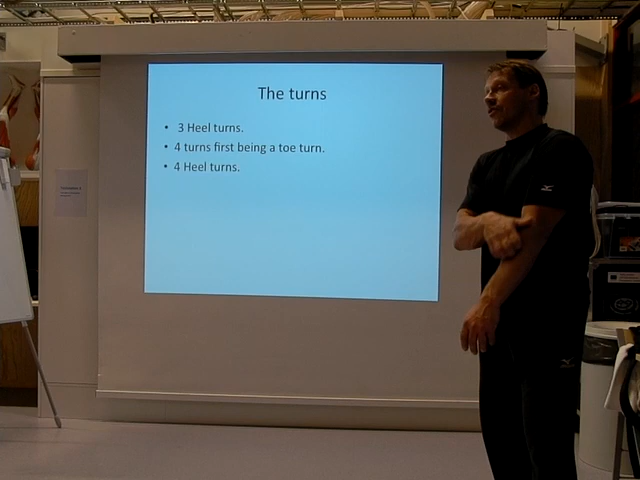 The turns
• 3 Heel turns.
• 4 turns first being a toe turn.
• 4 Heel turns.